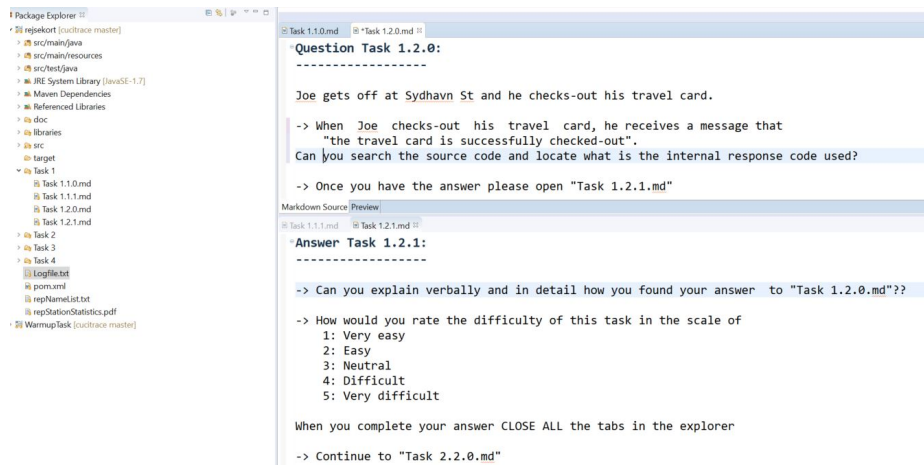 Package Explorer
rejsekort [cucitrace master]
src/main/java
src/main/resources
src/test/java
JRE System Library [JavaSE-1.7]
Maven Dependencies
Referenced Libraries
doc
libraries
src
target
Task 1
Task 1.1.0.md
Task 1.1.1.md
Task 1.2.0.md
Task 1.2.1.md
Task 2
Task 3
Task 4
Logfile.txt
pom.xml
repNameList.txt
repStationStatistics.pdf
WarmupTask [cucitrace master]
Task 1.1.0.md *Task 1.2.0.md
Question Task 1.2.0:
------------------
Joe gets off at Sydhavn St and he checks-out his travel card.
-> When Joe checks-out his travel card, he receives a message that
"the travel card is successfully checked-out".
Can you search the source code and locate what is the internal response code used?
-> Once you have the answer please open "Task 1.2.1.md"
Markdown Source Preview
Task 1.1.1.md Task 1.2.1.md
Answer Task 1.2.1:
------------------
-> Can you explain verbally and in detail how you found your answer to "Task 1.2.0.md"??
-> How would you rate the difficulty of this task in the scale of
1: Very easy
2: Easy
3: Neutral
4: Difficult
5: Very difficult
When you complete your answer CLOSE ALL the tabs in the explorer
-> Continue to "Task 2.2.0.md"